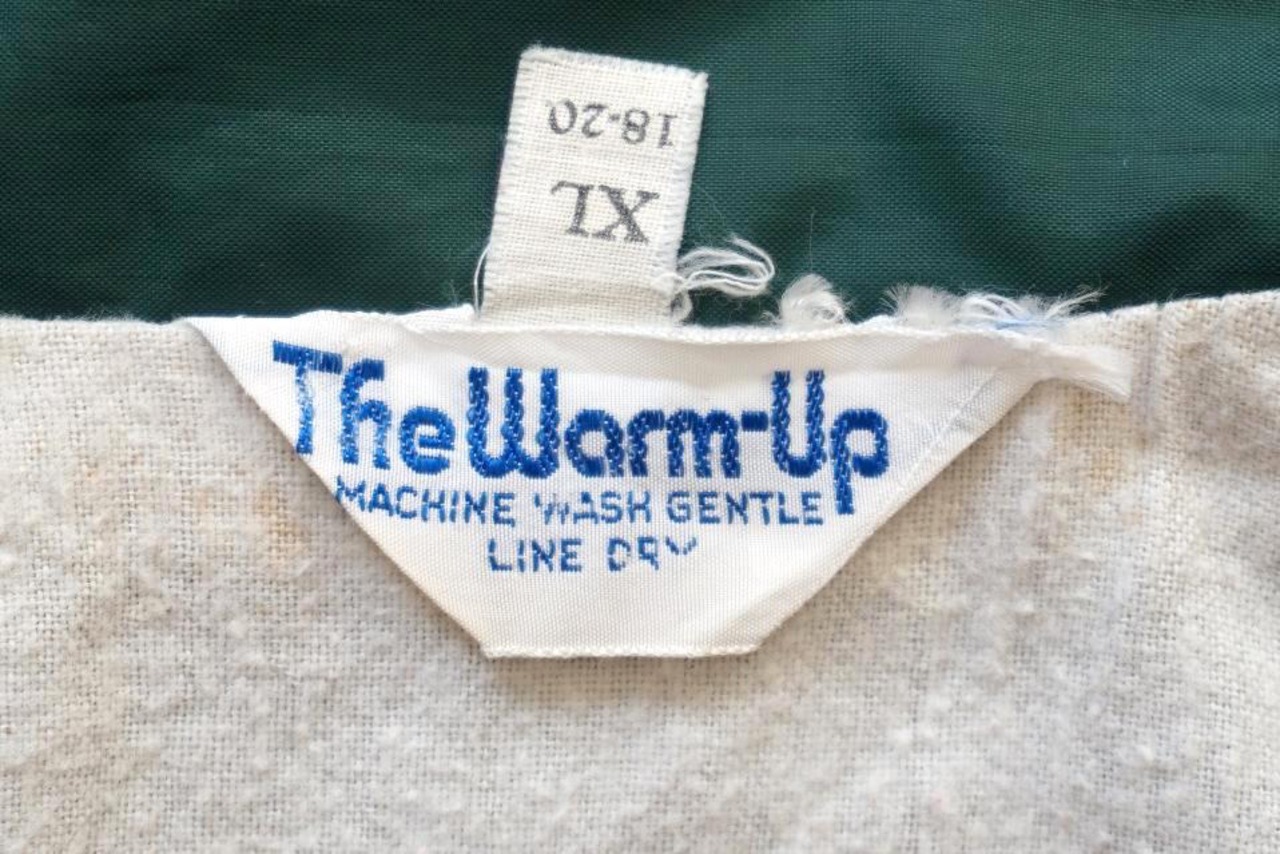 XL
18-20
The Warm-Up
MACHINE WASH GENTLE
LINE DRY